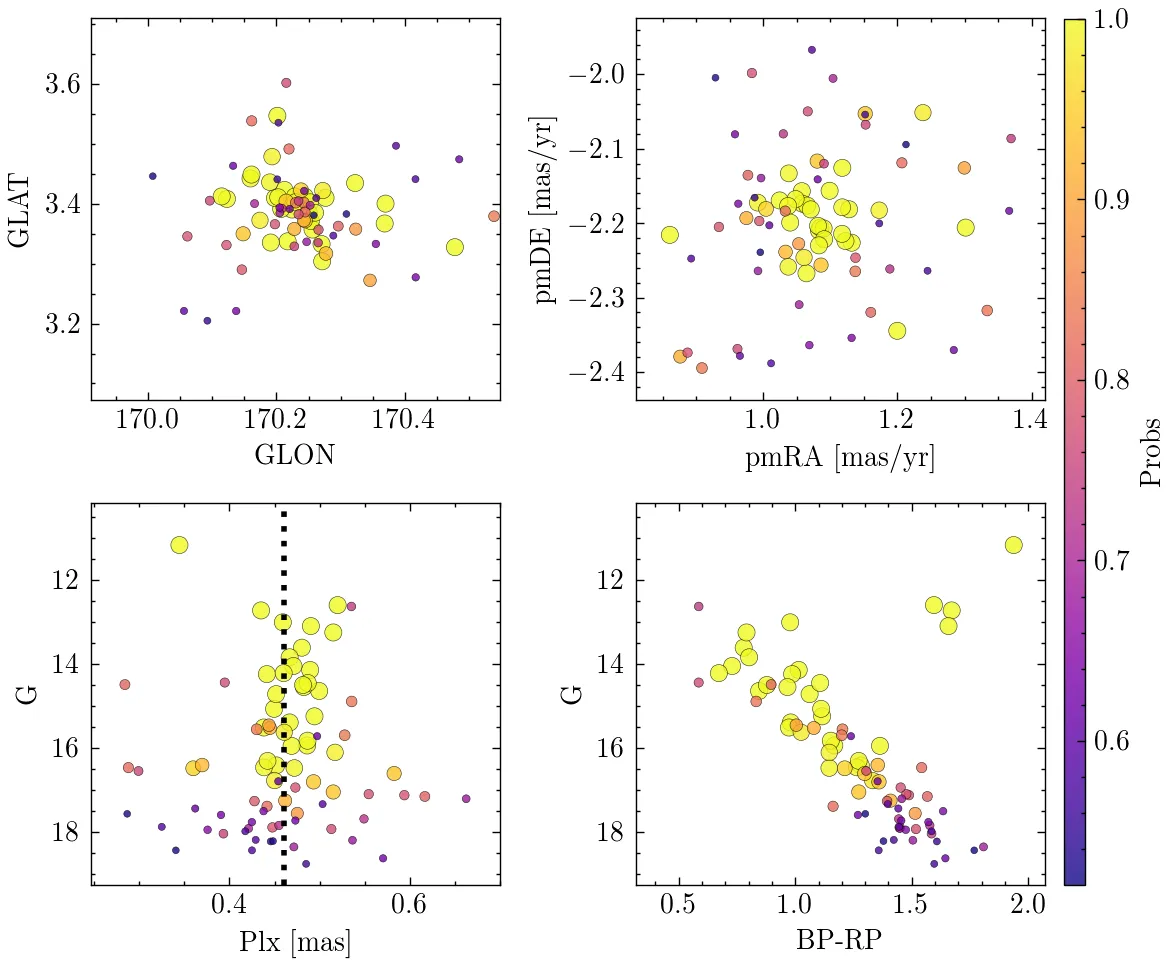 3.6
3.4
3.2
GLAT
170.0 170.2 170.4
GLON
−2.0
−2.1
−2.2
−2.3
−2.4
pmDE [mas/yr]
1.0 1.2 1.4
pmRA [mas/yr]
1.0
0.9
0.8
0.7
0.6
Probs
12
14
16
18
G
0.4 0.6
Plx [mas]
12
14
16
18
G
0.5 1.0 1.5 2.0
BP-RP